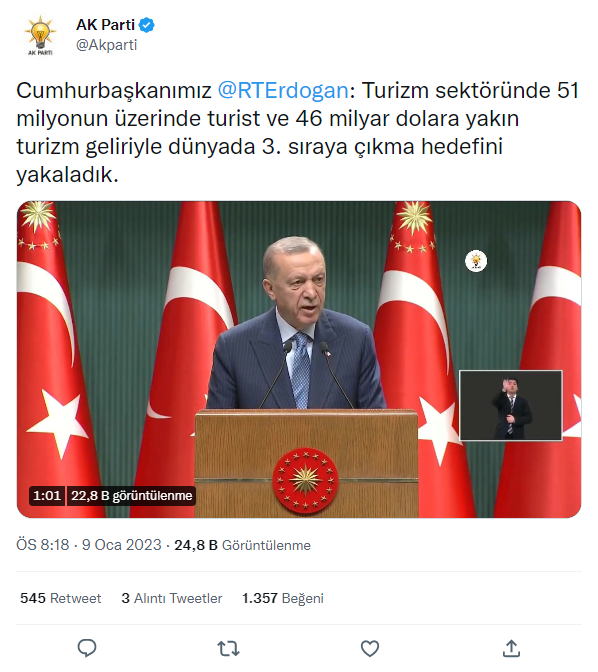 AK Parti
@Akparti
AK PARTİ
Cumhurbaşkanımız @RTErdogan: Turizm sektöründe 51
milyonun üzerinde turist ve 46 milyar dolara yakın
turizm geliriyle dünyada 3. sıraya çıkma hedefini
yakaladık.
1:01 22,8 B görüntülenme
ÖS 8:18 · 9 Oca 2023 · 24,8 B Görüntülenme
545 Retweet 3 Alıntı Tweetler 1.357 Beğeni